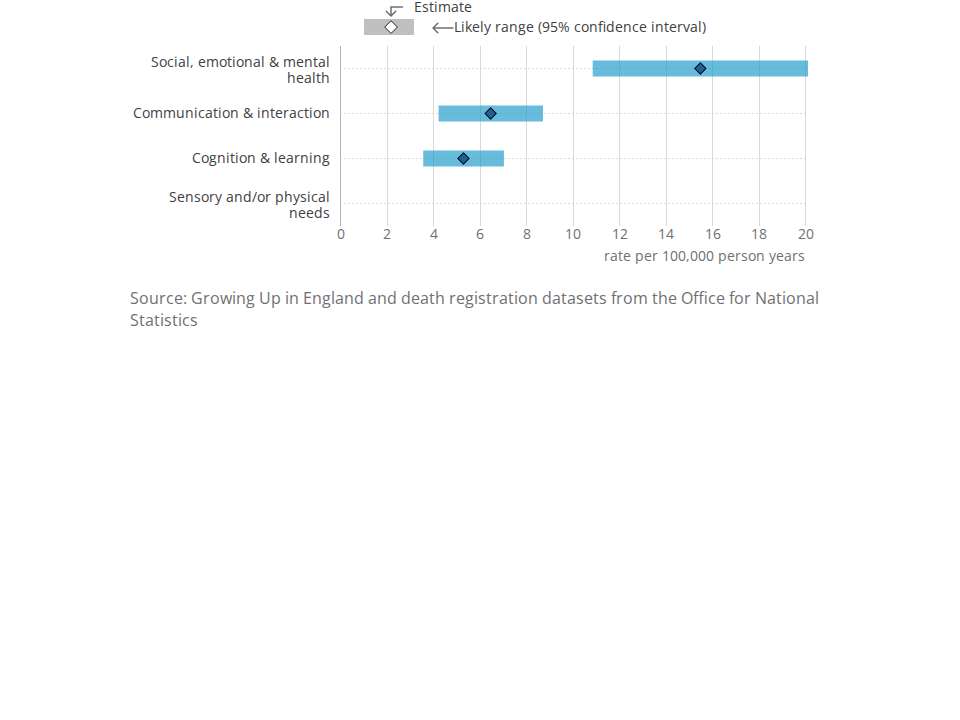 Estimate
Likely range (95% confidence interval)
Social, emotional & mental
health
Communication & interaction
Cognition & learning
Sensory and/or physical
needs
0 2 4 6 8 10 12 14 16 18 20
rate per 100,000 person years
Source: Growing Up in England and death registration datasets from the Office for National
Statistics